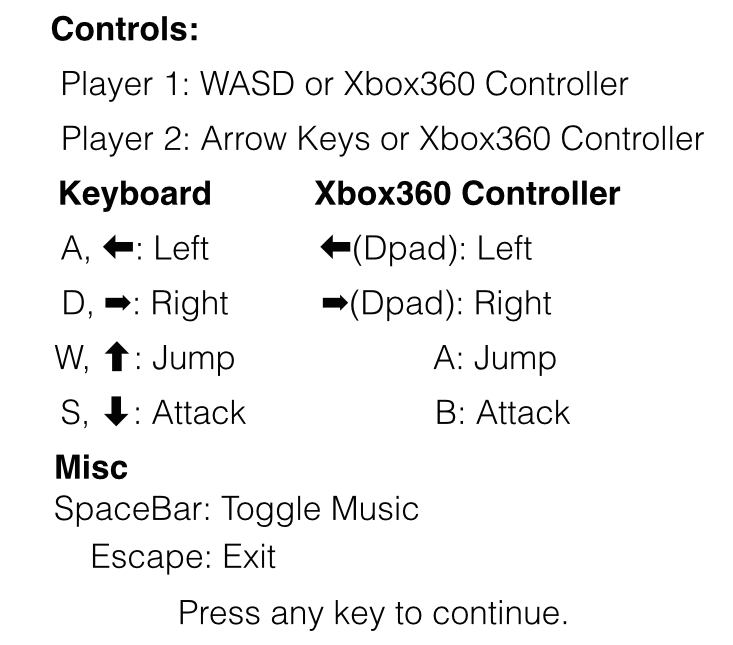 Controls:
Player 1: WASD or Xbox360 Controller
Player 2: Arrow Keys or Xbox360 Controller
Keyboard Xbox360 Controller
A, ⬅: Left ⬅(Dpad): Left
D, ➡: Right ➡(Dpad): Right
W, ⬆: Jump A: Jump
S, ⬇: Attack B: Attack
Misc
SpaceBar: Toggle Music
Escape: Exit
Press any key to continue.